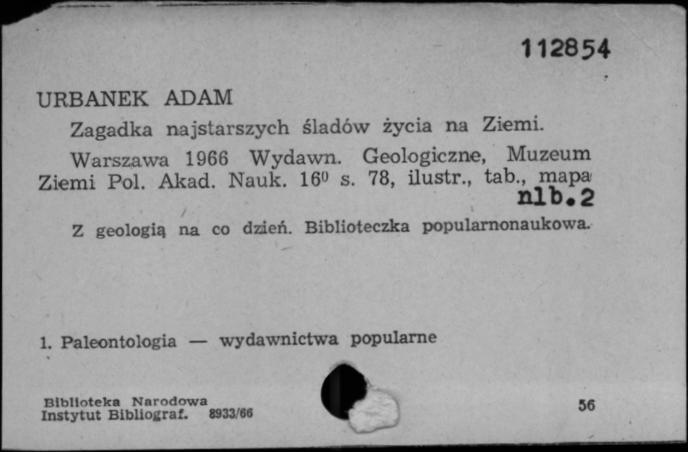 112854
URBANEK ADAM
Zagadka najstarszych śladów życia na Ziemi.
Warszawa 1966 Wydawn. Geologiczne, Muzeum
Ziemi Pol. Akad. Nauk. 16⁰ s. 78, ilustr., tab., mapa
nlb.2
Z geologią na co dzień. Biblioteczka popularnonaukowa.
1. Paleontologia — wydawnictwa popularne
Biblioteka Narodowa
Instytut Bibliograf. 8933/66
56